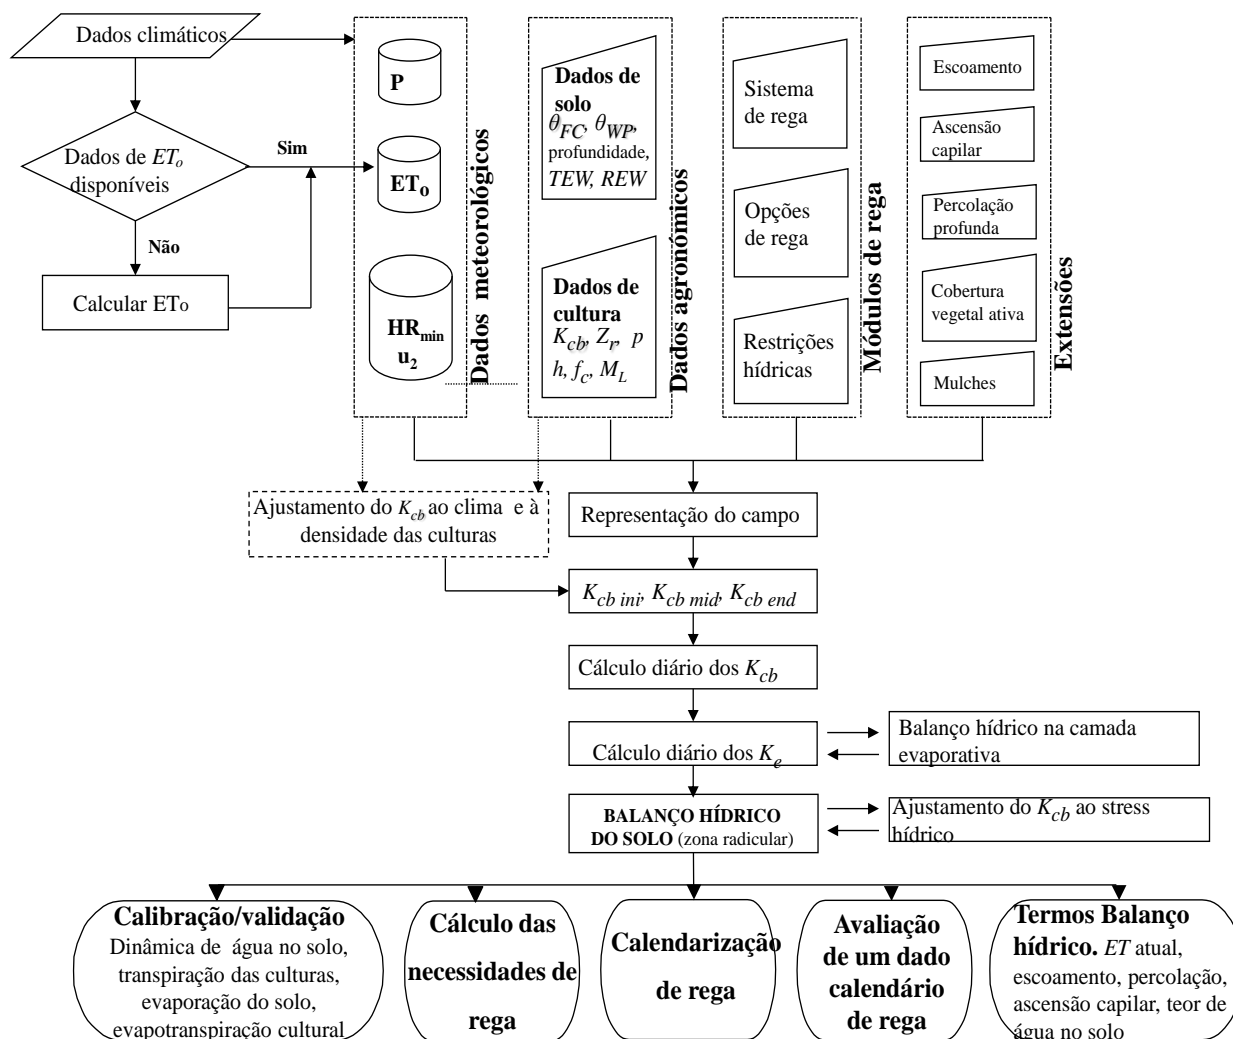 Dados climáticos
Dados de ETo
disponíveis
Sim
Não
Calcular ETo
P
ETo
HRmin
u2
Dados meteorológicos
Dados de
solo
θFC, θWP,
profundidade,
TEW, REW
Dados de
cultura
Kcb, Zr, p
h, fc, ML
Dados agronómicos
Sistema
de rega
Opções
de rega
Restrições
hídricas
Módulos de rega
Escoamento
Ascensão
capilar
Percolação
profunda
Cobertura
vegetal ativa
Mulches
Extensões
Ajustamento do Kcb ao clima e à
densidade das culturas
Representação do campo
Kcb ini, Kcb mid, Kcb end
Cálculo diário dos Kcb
Cálculo diário dos Ke
Balanço hídrico na camada
evaporativa
BALANÇO HÍDRICO
DO SOLO (zona radicular)
Ajustamento do Kcb ao stress
hídrico
Calibração/validação
Dinâmica de água no solo,
transpiração das culturas,
evaporação do solo,
evapotranspiração cultural
Cálculo das
necessidades de
rega
Calendarização
de rega
Avaliação
de um dado
calendário
de rega
Termos Balanço
hídrico. ET atual,
escoamento, percolação,
ascensão capilar, teor de
água no solo